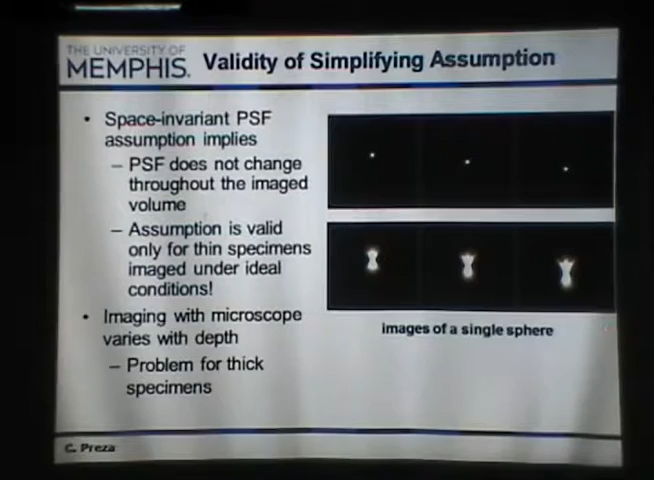 THE UNIVERSITY OF
MEMPHIS.
Validity of Simplifying Assumption
• Space-invariant PSF
assumption implies
– PSF does not change
throughout the imaged
volume
– Assumption is valid
only for thin specimens
imaged under ideal
conditions!
• Imaging with microscope
varies with depth
– Problem for thick
specimens
images of a single sphere
C. Preza